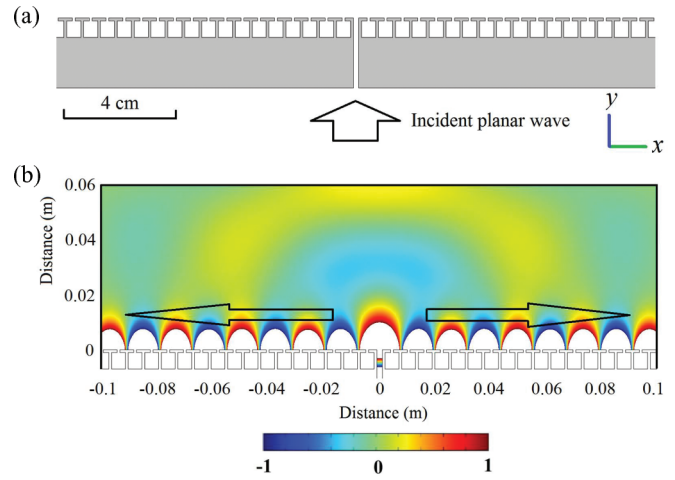 (a)
4 cm
Incident planar wave
y
x
(b)
0.06
0.04
0.02
0
Distance (m)
-0.1 -0.08 -0.06 -0.04 -0.02 0 0.02 0.04 0.06 0.08 0.1
Distance (m)
-1 0 1